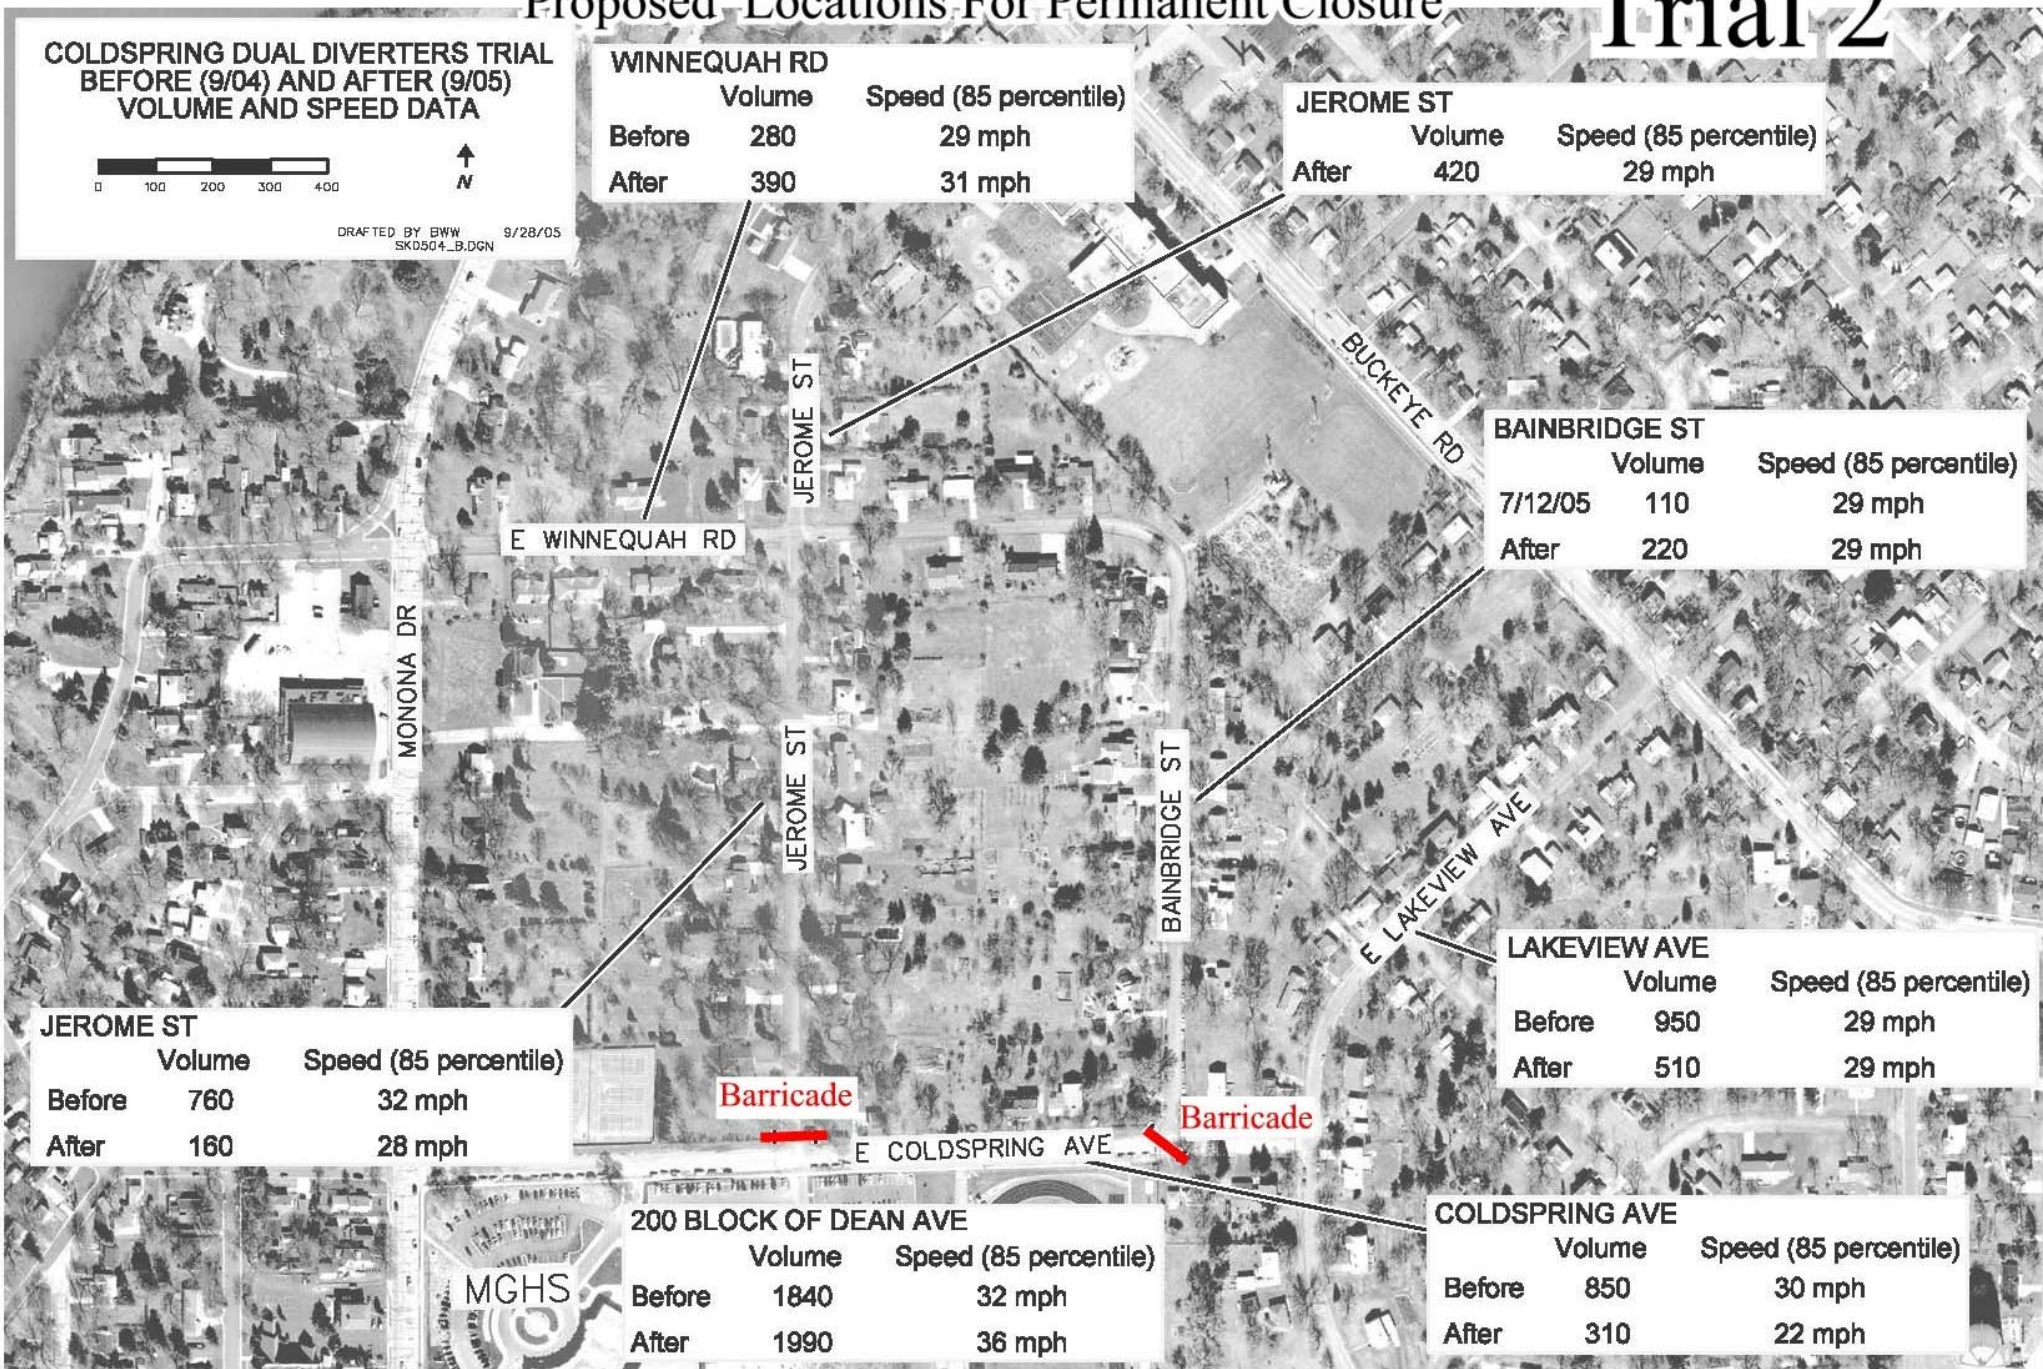 Proposed Locations For Permanent Closure
Trial 2
COLDSPRING DUAL DIVERTERS TRIAL
BEFORE (9/04) AND AFTER (9/05)
VOLUME AND SPEED DATA
0 100 200 300 400
N
DRAFTED BY BWW 9/28/05
SKD504_B.DGN
WINNEQUAH RD
Volume Speed (85 percentile)
Before 280 29 mph
After 390 31 mph
JEROME ST
Volume Speed (85 percentile)
After 420 29 mph
BUCKEYE RD
JEROME ST
E WINNEQUAH RD
BAINBRIDGE ST
Volume Speed (85 percentile)
7/12/05 110 29 mph
After 220 29 mph
MONONA DR
JEROME ST
BAINBRIDGE ST
E LAKEVIEW AVE
LAKEVIEW AVE
Volume Speed (85 percentile)
Before 950 29 mph
After 510 29 mph
JEROME ST
Volume Speed (85 percentile)
Before 760 32 mph
After 160 28 mph
Barricade
Barricade
E COLDSPRING AVE
MGHS
200 BLOCK OF DEAN AVE
Volume Speed (85 percentile)
Before 1840 32 mph
After 1990 36 mph
COLDSPRING AVE
Volume Speed (85 percentile)
Before 850 30 mph
After 310 22 mph